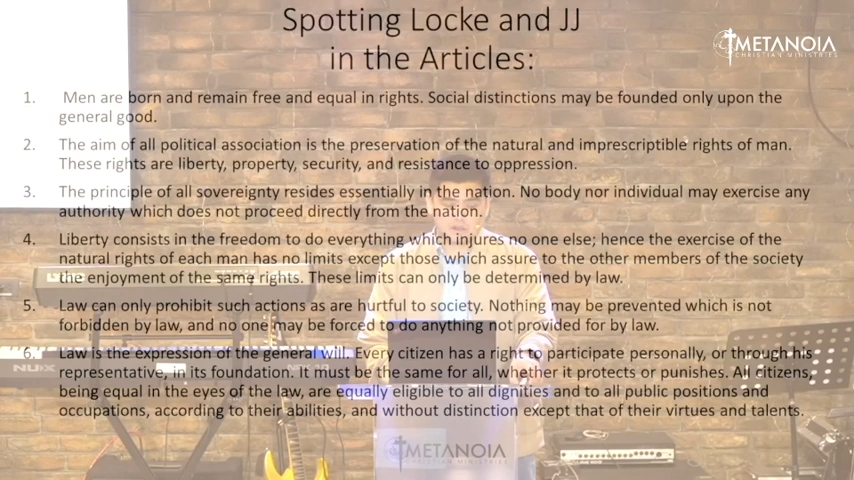 Spotting Locke and JJ
in the Articles:
METANOIA
CHRISTIAN MINISTRIES
1. Men are born and remain free and equal in rights. Social distinctions may be founded only upon the
general good.
2. The aim of all political association is the preservation of the natural and imprescriptible rights of man.
These rights are liberty, property, security, and resistance to oppression.
3. The principle of all sovereignty resides essentially in the nation. No body nor individual may exercise any
authority which does not proceed directly from the nation.
4. Liberty consists in the freedom to do everything which injures no one else; hence the exercise of the
natural rights of each man has no limits except those which assure to the other members of the society
the enjoyment of the same rights. These limits can only be determined by law.
5. Law can only prohibit such actions as are hurtful to society. Nothing may be prevented which is not
forbidden by law, and no one may be forced to do anything not provided for by law.
6. Law is the expression of the general will. Every citizen has a right to participate personally, or through his
representative, in its foundation. It must be the same for all, whether it protects or punishes. All citizens,
being equal in the eyes of the law, are equally eligible to all dignities and to all public positions and
occupations, according to their abilities, and without distinction except that of their virtues and talents.
NUX
METANOIA
CHRISTIAN MINISTRIES